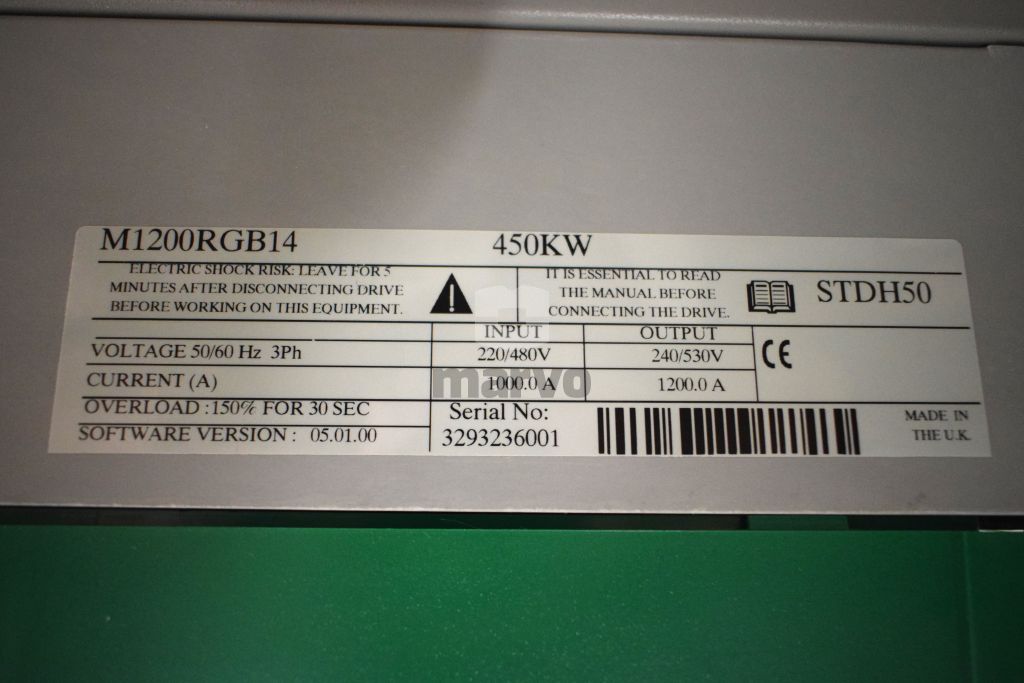 M1200RGB14 450KW
ELECTRIC SHOCK RISK: LEAVE FOR 5
MINUTES AFTER DISCONNECTING DRIVE
BEFORE WORKING ON THIS EQUIPMENT.
IT IS ESSENTIAL TO READ
THE MANUAL BEFORE
CONNECTING THE DRIVE.
STDH50
INPUT OUTPUT
VOLTAGE 50/60 Hz 3Ph 220/480V 240/530V
CE
CURRENT (A) 1000.0 A 1200.0 A
marvo
OVERLOAD :150% FOR 30 SEC
SOFTWARE VERSION : 05.01.00
Serial No:
3293236001
MADE IN
THE U.K.